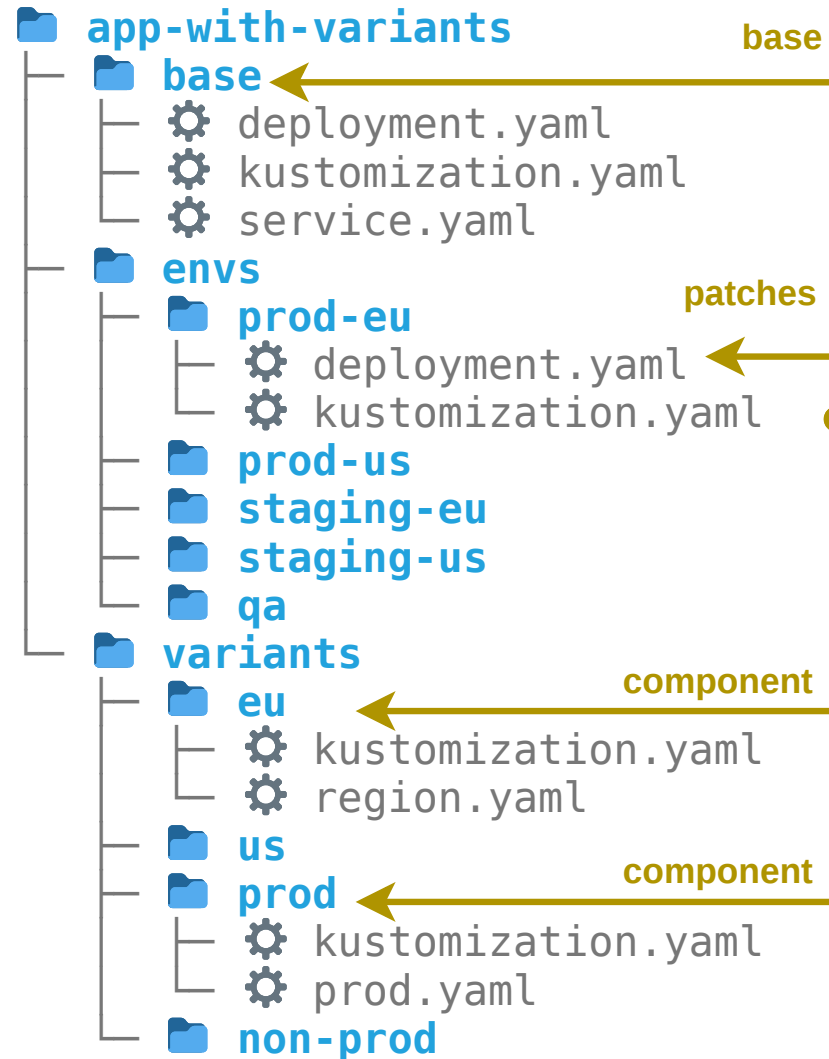 app-with-variants
base
base
deployment.yaml
kustomization.yaml
service.yaml
envs
patches
prod-eu
deployment.yaml
kustomization.yaml
prod-us
staging-eu
staging-us
qa
variants
component
eu
kustomization.yaml
region.yaml
us
component
prod
kustomization.yaml
prod.yaml
non-prod